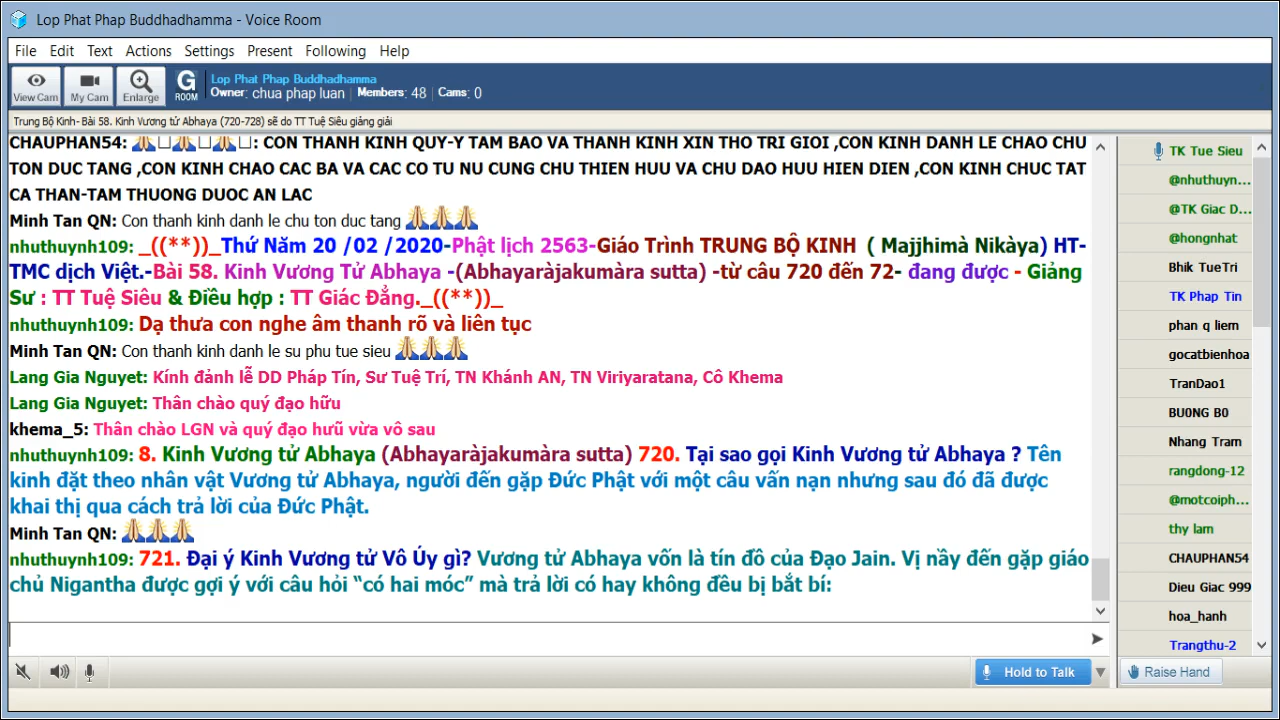 Lop Phat Phap Buddhadhamma - Voice Room
File Edit Text Actions Settings Present Following Help
View Cam My Cam Enlarge G ROOM
Lop Phat Phap Buddhadhamma
Owner: chua phap luan | Members: 48 | Cams: 0
Trung Bộ Kinh- Bài 58. Kinh Vương tử Abhaya (720-728) sẽ do TT Tuệ Siêu giảng giải
CHAUPHAN54: 🙏□🙏□🙏□: CON THANH KINH QUY-Y TAM BAO VA THANH KINH XIN THO TRI GIOI ,CON KINH DANH LE CHAO CHU
TON DUC TANG ,CON KINH CHAO CAC BA VA CAC CO TU NU CUNG CHU THIEN HUU VA CHU DAO HUU HIEN DIEN ,CON KINH CHUC TAT
CA THAN-TAM THUONG DUOC AN LAC
Minh Tan QN: Con thanh kinh danh le chu ton duc tang 🙏🙏🙏
nhuthuynh109: _((**))_Thứ Năm 20 /02 /2020-Phật lịch 2563-Giáo Trình TRUNG BỘ KINH ( Majjhimà Nikàya) HT-
TMC dịch Việt.-Bài 58. Kinh Vương Tử Abhaya -(Abhayaràjakumàra sutta) -từ câu 720 đến 72- đang được - Giảng
Sư : TT Tuệ Siêu & Điều hợp : TT Giác Đẳng._((**))_
nhuthuynh109: Dạ thưa con nghe âm thanh rõ và liên tục
Minh Tan QN: Con thanh kinh danh le su phu tue sieu 🙏🙏🙏
Lang Gia Nguyet: Kính đảnh lễ DD Pháp Tín, Sư Tuệ Trí, TN Khánh AN, TN Viriyaratana, Cô Khema
Lang Gia Nguyet: Thân chào quý đạo hữu
khema_5: Thân chào LGN và quý đạo hưũ vừa vô sau
nhuthuynh109: 8. Kinh Vương tử Abhaya (Abhayaràjakumàra sutta) 720. Tại sao gọi Kinh Vương tử Abhaya ? Tên
kinh đặt theo nhân vật Vương tử Abhaya, người đến gặp Đức Phật với một câu vấn nạn nhưng sau đó đã được
khai thị qua cách trả lời của Đức Phật.
Minh Tan QN: 🙏🙏🙏
nhuthuynh109: 721. Đại ý Kinh Vương tử Vô Úy gì? Vương tử Abhaya vốn là tín đồ của Đạo Jain. Vị nầy đến gặp giáo
chủ Nigantha được gợi ý với câu hỏi “có hai móc” mà trả lời có hay không đêu bị bắt bí:
TK Tue Sieu
@nhuthuyn...
@TK Giac D...
@hongnhat
Bhik TueTri
TK Phap Tin
phan q liem
gocatbienhoa
TranDao1
BU0NG B0
Nhang Tram
rangdong-12
@motcoiph...
thy lam
CHAUPHAN54
Dieu Giac 999
hoa_hanh
Trangthu-2
Hold to Talk
Raise Hand